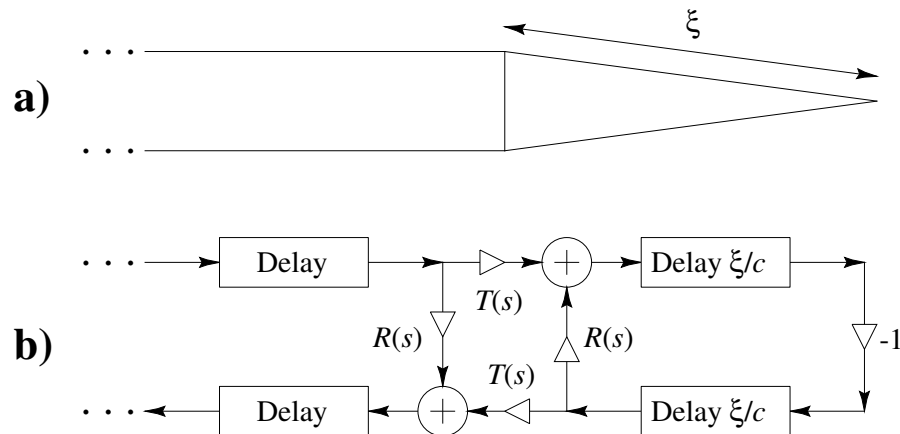 ξ
. . .
a)
. . .
. . . Delay Delay ξ/c
T(s)
b) R(s) R(s) -1
T(s)
. . . Delay Delay ξ/c